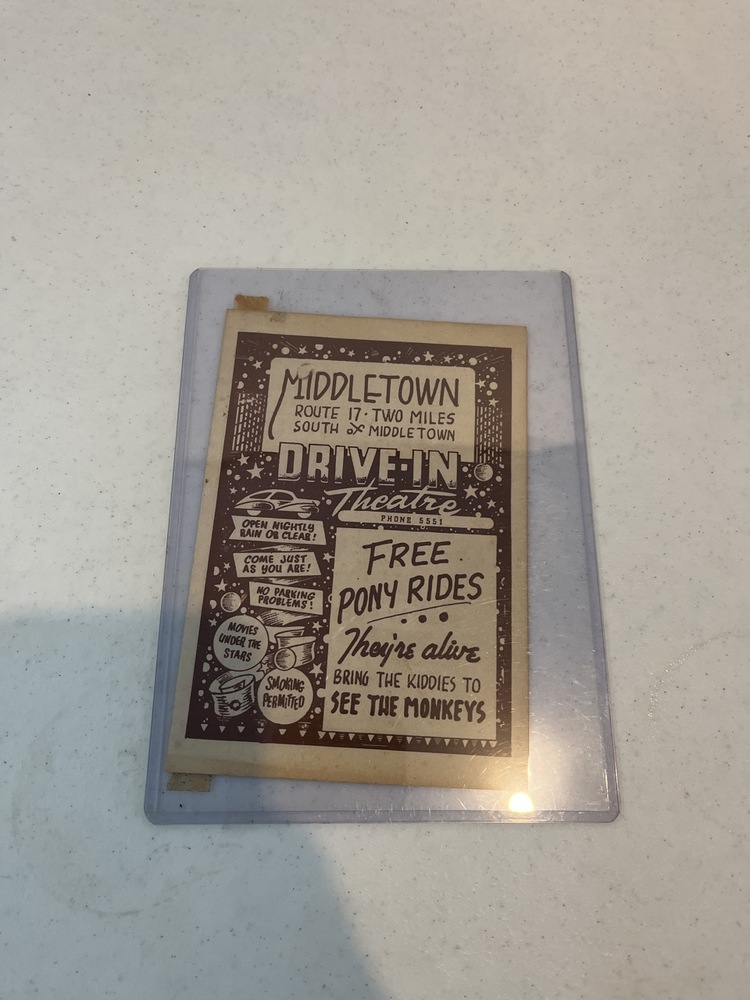 MIDDLETOWN
ROUTE 17 · TWO MILES
SOUTH of MIDDLETOWN
DRIVE-IN
Theatre
PHONE 5551
OPEN NIGHTLY
RAIN OR CLEAR!
COME JUST
AS YOU ARE!
NO PARKING
PROBLEMS!
MOVIES
UNDER THE
STARS
SMOKING
PERMITTED
FREE
PONY RIDES
...
They're alive
BRING THE KIDDIES TO
SEE THE MONKEYS